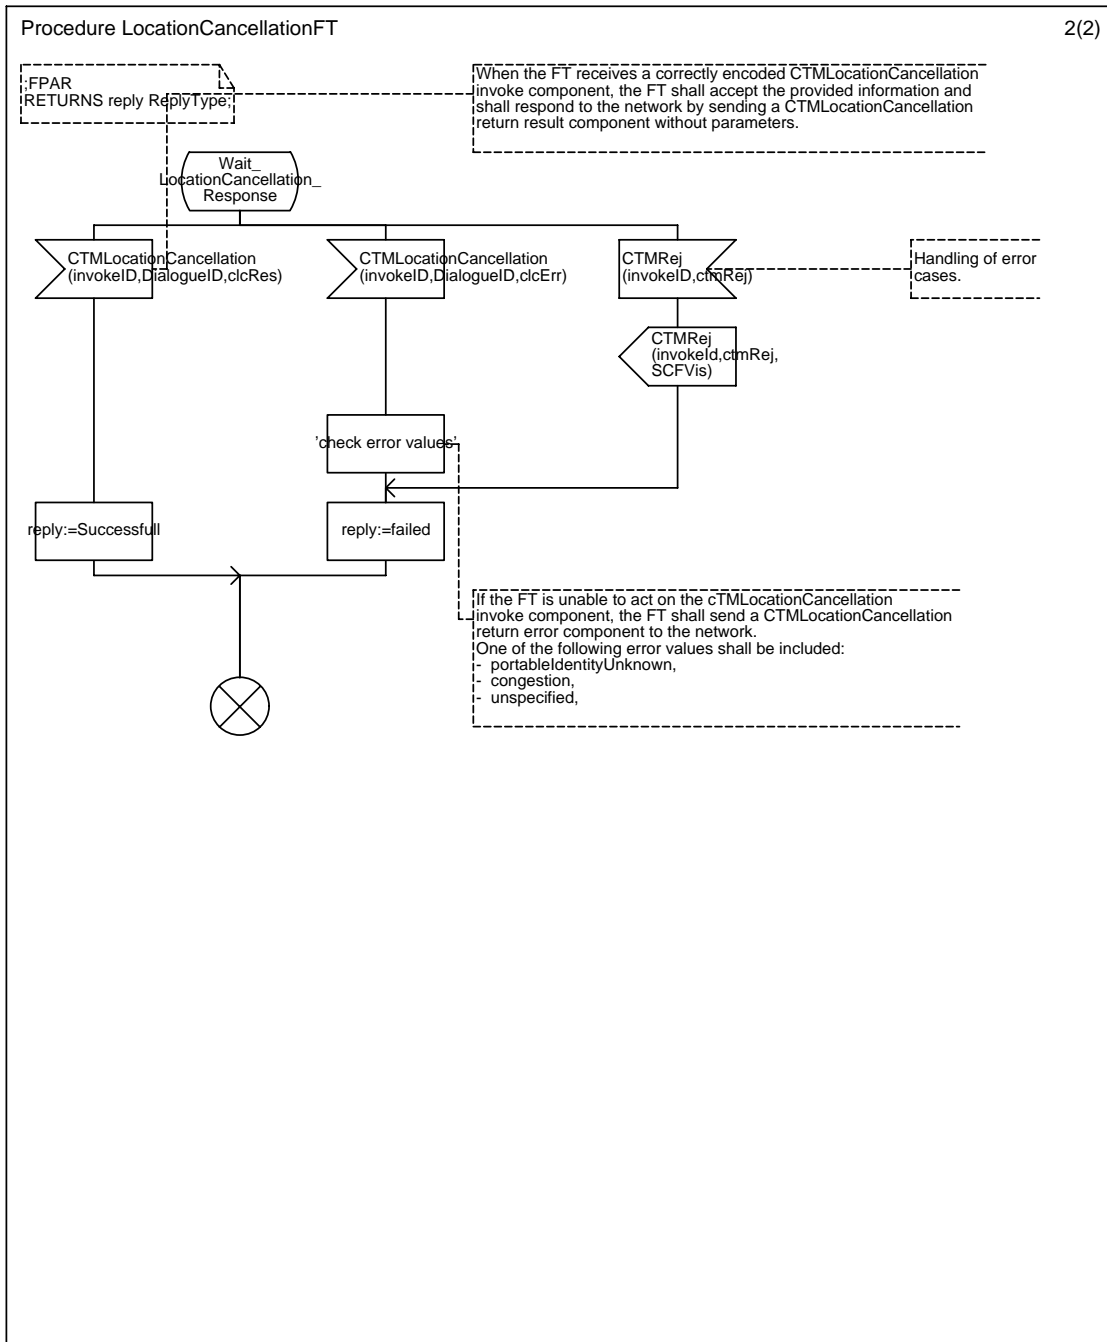 Procedure LocationCancellationFT
2(2)
;FPAR
RETURNS reply ReplyType;
When the FT receives a correctly encoded CTMLocationCancellation
invoke component, the FT shall accept the provided information and
shall respond to the network by sending a CTMLocationCancellation
return result component without parameters.
Wait_
LocationCancellation_
Response
CTMLocationCancellation
(invokeID,DialogueID,clcRes)
CTMLocationCancellation
(invokeID,DialogueID,clcErr)
CTMRej
(invokeID,ctmRej)
Handling of error
cases.
CTMRej
(invokeId,ctmRej,
SCFVis)
'check error values'
reply:=Successfull
reply:=failed
If the FT is unable to act on the cTMLocationCancellation
invoke component, the FT shall send a CTMLocationCancellation
return error component to the network.
One of the following error values shall be included:
- portableIdentityUnknown,
- congestion,
- unspecified,